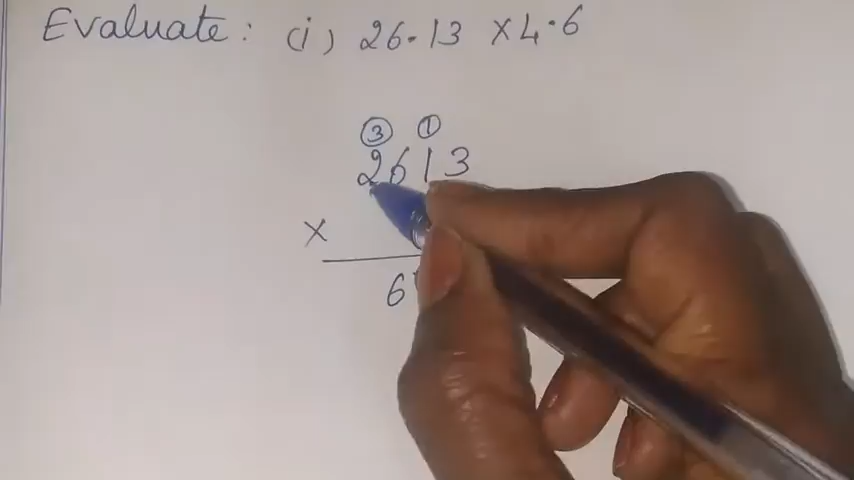 Evaluate : (i) 26.13 × 4.6
③ ①
2613
×
6